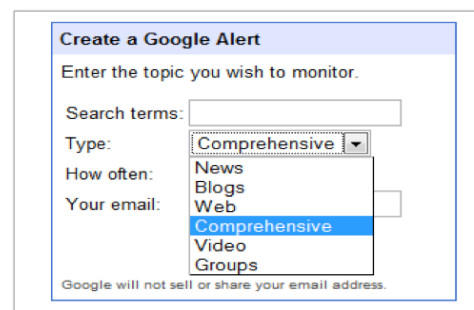 Create a Google Alert
Enter the topic you wish to monitor.
Search terms:
Type: Comprehensive
How often:
Your email:
News
Blogs
Web
Comprehensive
Video
Groups
Google will not sell or share your email address.